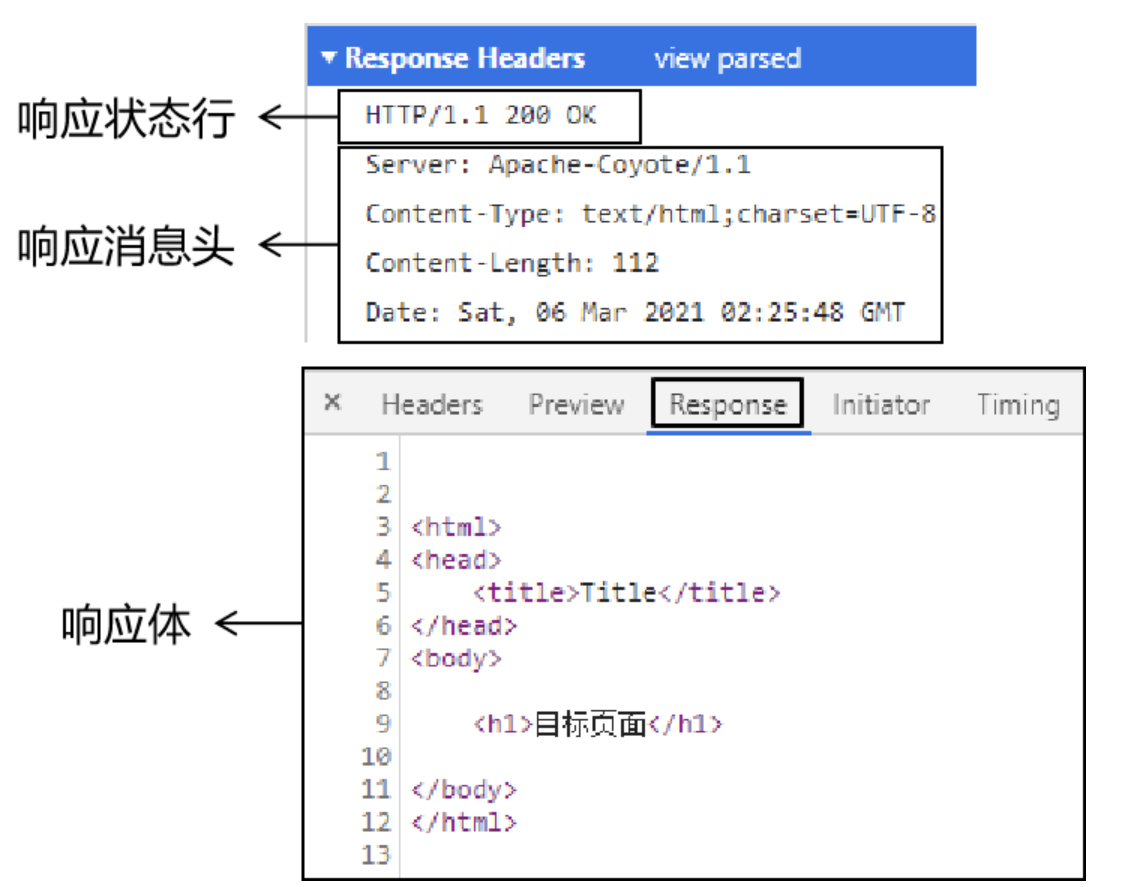 ▼ Response Headers view parsed
响应状态行
HTTP/1.1 200 OK
响应消息头
Server: Apache-Coyote/1.1
Content-Type: text/html;charset=UTF-8
Content-Length: 112
Date: Sat, 06 Mar 2021 02:25:48 GMT
× Headers Preview Response Initiator Timing
响应体
1
2
3 <html>
4 <head>
5 <title>Title</title>
6 </head>
7 <body>
8
9 <h1>目标页面</h1>
10
11 </body>
12 </html>
13